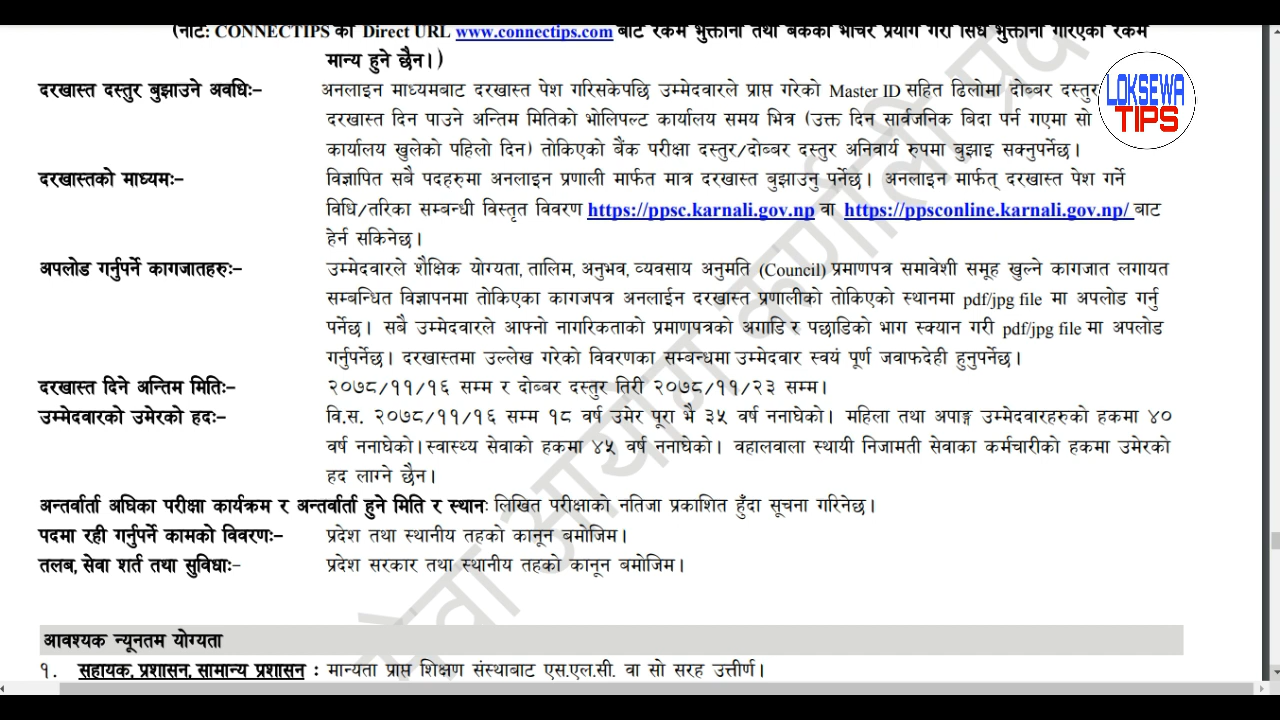 (नोट: CONNECTIPS को Direct URL www.connectips.com बाट रकम भुक्तानी तथा बैंकको भौचर प्रयोग गरी सिधै भुक्तानी गरिएको रकम
मान्य हुने छैन।)
दरखास्त दस्तुर बुझाउने अवधिः- अनलाइन माध्यमबाट दरखास्त पेश गरिसकेपछि उम्मेदवारले प्राप्त गरेको Master ID सहित ढिलोमा दोब्बर दस्तुर
दरखास्त दिन पाउने अन्तिम मितिको भोलिपल्ट कार्यालय समय भित्र (उक्त दिन सार्वजनिक बिदा पर्न गएमा सो
कार्यालय खुलेको पहिलो दिन) तोकिएको बैंक परीक्षा दस्तुर/दोब्बर दस्तुर अनिवार्य रुपमा बुझाइ सक्नुपर्नेछ।
दरखास्तको माध्यमः- विज्ञापित सबै पदहरुमा अनलाइन प्रणाली मार्फत मात्र दरखास्त बुझाउनु पर्नेछ। अनलाइन मार्फत् दरखास्त पेश गर्ने
विधि/तरिका सम्बन्धी विस्तृत विवरण https://ppsc.karnali.gov.np वा https://ppsconline.karnali.gov.np/ बाट
हेर्न सकिनेछ।
अपलोड गर्नुपर्ने कागजातहरुः- उम्मेदवारले शैक्षिक योग्यता, तालिम, अनुभव, व्यवसाय अनुमति (Council) प्रमाणपत्र समावेशी समूह खुल्ने कागजात लगायत
सम्बन्धित विज्ञापनमा तोकिएका कागजपत्र अनलाईन दरखास्त प्रणालीको तोकिएको स्थानमा pdf/jpg file मा अपलोड गर्नु
पर्नेछ। सबै उम्मेदवारले आफ्नो नागरिकताको प्रमाणपत्रको अगाडि र पछाडिको भाग स्क्यान गरी pdf/jpg file मा अपलोड
गर्नुपर्नेछ। दरखास्तमा उल्लेख गरेको विवरणका सम्बन्धमा उम्मेदवार स्वयं पूर्ण जवाफदेही हुनुपर्नेछ।
दरखास्त दिने अन्तिम मितिः- २०७८/११/१६ सम्म र दोब्बर दस्तुर तिरी २०७८/११/२३ सम्म।
उम्मेदवारको उमेरको हदः- वि.स. २०७८/११/१६ सम्म १८ वर्ष उमेर पूरा भै ३५ वर्ष ननाघेको। महिला तथा अपाङ्ग उम्मेदवारहरुको हकमा ४०
वर्ष ननाघेको। स्वास्थ्य सेवाको हकमा ४५ वर्ष ननाघेको। वहालवाला स्थायी निजामती सेवाका कर्मचारीको हकमा उमेरको
हद लाग्ने छैन।
अन्तर्वार्ता अघिका परीक्षा कार्यक्रम र अन्तर्वार्ता हुने मिति र स्थानः लिखित परीक्षाको नतिजा प्रकाशित हुँदा सूचना गरिनेछ।
पदमा रही गर्नुपर्ने कामको विवरणः- प्रदेश तथा स्थानीय तहको कानून बमोजिम।
तलब, सेवा शर्त तथा सुविधाः- प्रदेश सरकार तथा स्थानीय तहको कानून बमोजिम।
आवश्यक न्यूनतम योग्यता
१. सहायक, प्रशासन, सामान्य प्रशासन : मान्यता प्राप्त शिक्षण संस्थाबाट एस.एल.सी. वा सो सरह उत्तीर्ण।
LOKSEWA
TIPS
सेवा आयोग कर्णाली प्र